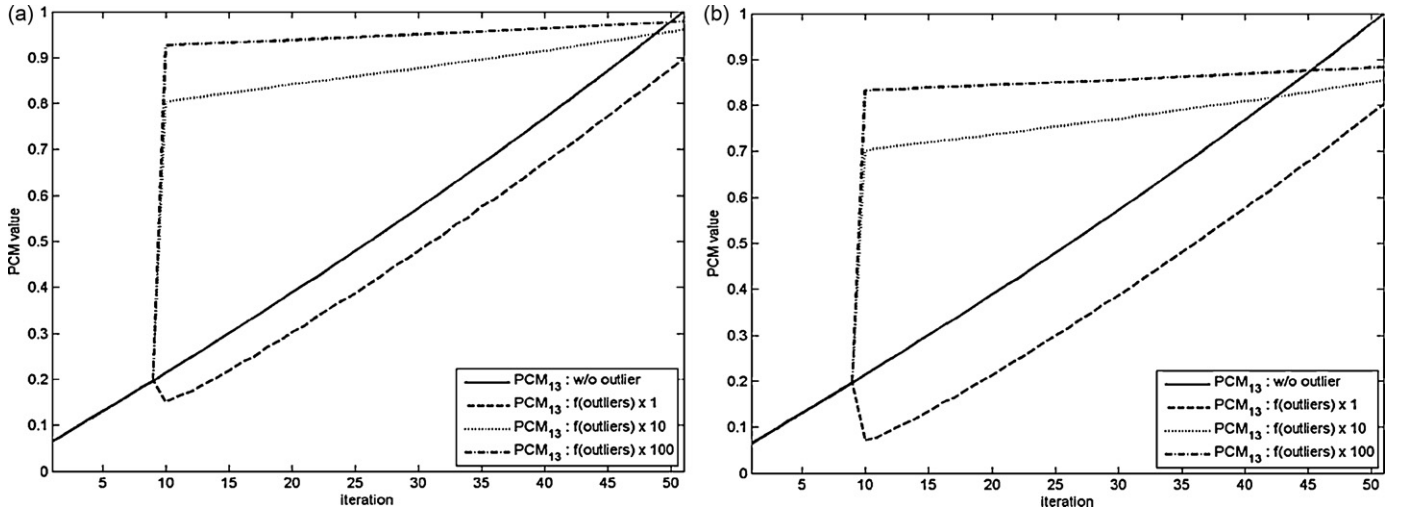 (a)
1
0.9
0.8
0.7
0.6
0.5
0.4
0.3
0.2
0.1
0
PCM value
5 10 15 20 25 30 35 40 45 50
iteration
PCM₁₃ : w/o outlier
PCM₁₃ : f(outliers) x 1
PCM₁₃ : f(outliers) x 10
PCM₁₃ : f(outliers) x 100
(b)
1
0.9
0.8
0.7
0.6
0.5
0.4
0.3
0.2
0.1
0
PCM value
5 10 15 20 25 30 35 40 45 50
iteration
PCM₁₃ : w/o outlier
PCM₁₃ : f(outliers) x 1
PCM₁₃ : f(outliers) x 10
PCM₁₃ : f(outliers) x 100